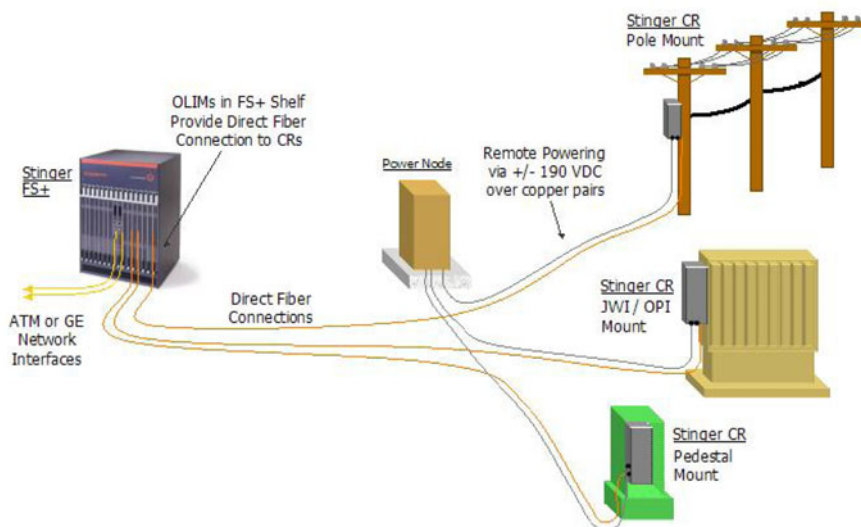 Stinger CR
Pole Mount
OLIMs in FS+ Shelf
Provide Direct Fiber
Connection to CRs
Stinger
FS+
Power Node
Remote Powering
via +/- 190 VDC
over copper pairs
Direct Fiber
Connections
ATM or GE
Network
Interfaces
Stinger CR
JWI / OPI
Mount
Stinger CR
Pedestal
Mount